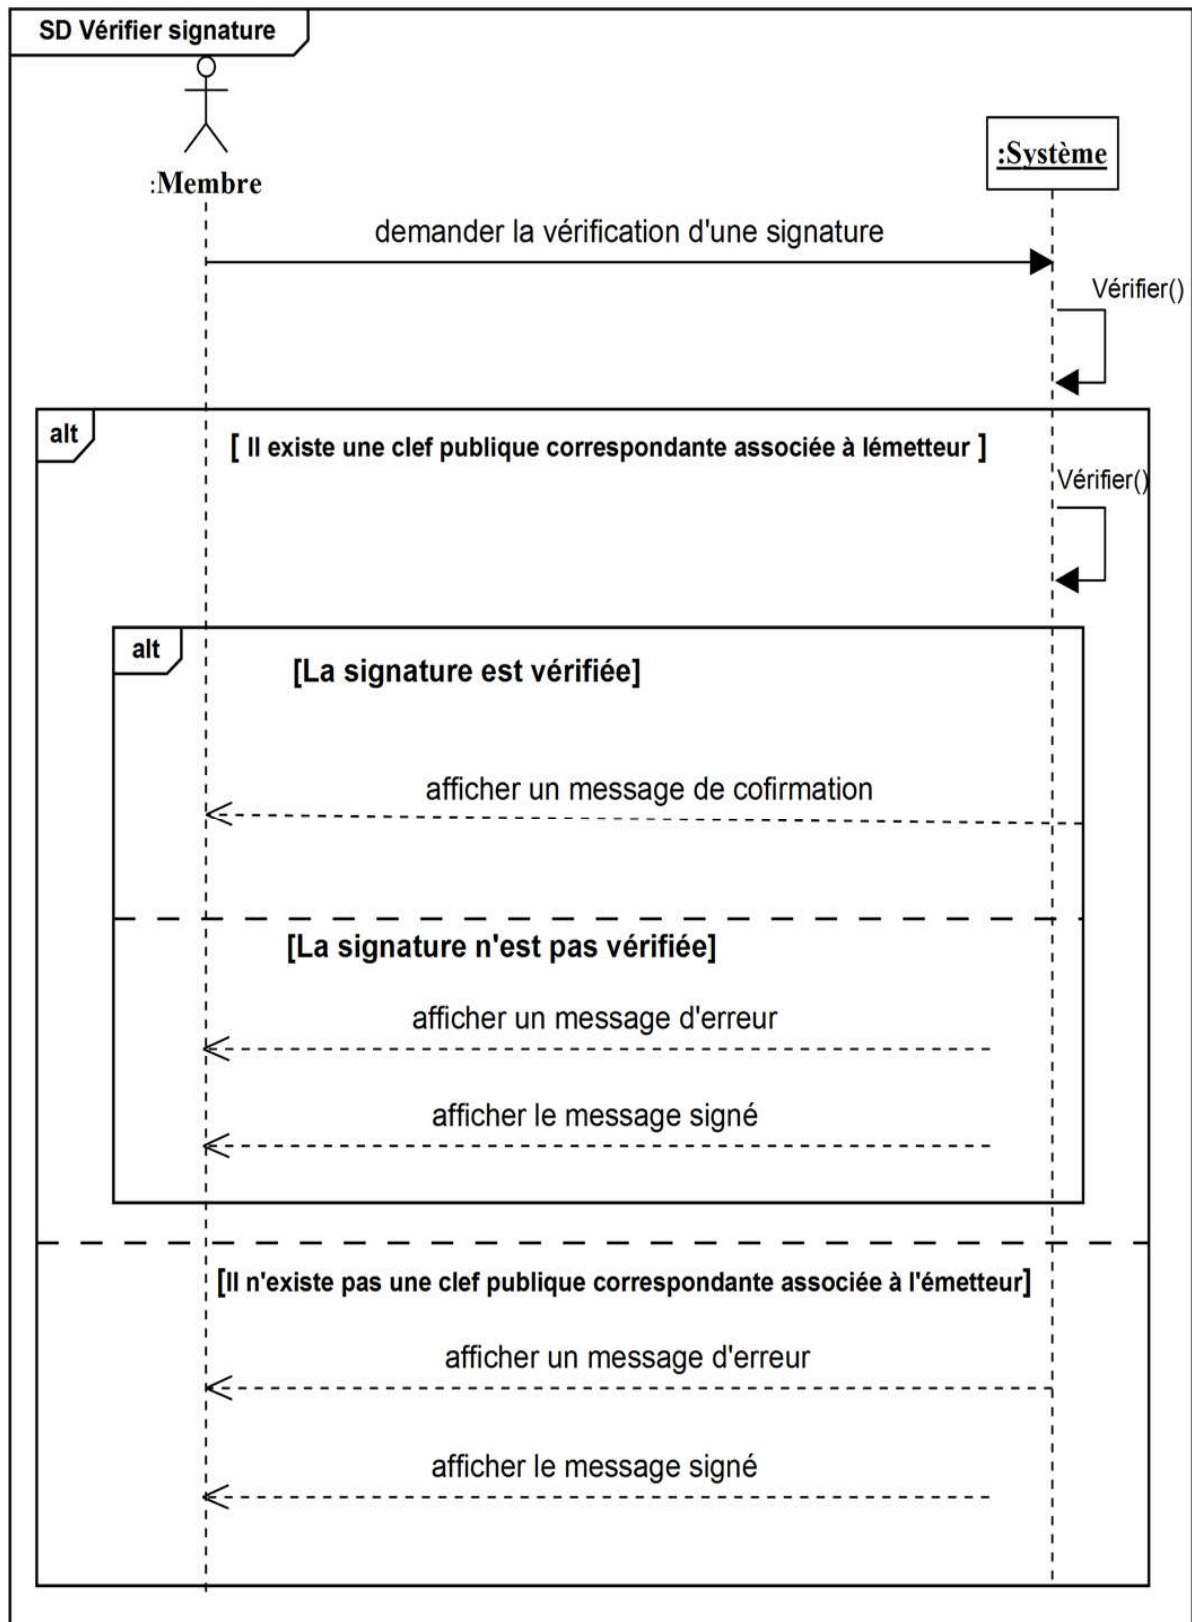 SD Vérifier signature
:Membre
:Système
demander la vérification d'une signature
Vérifier()
alt
[ Il existe une clef publique correspondante associée à lémetteur ]
Vérifier()
alt
[La signature est vérifiée]
afficher un message de cofirmation
[La signature n'est pas vérifiée]
afficher un message d'erreur
afficher le message signé
[Il n'existe pas une clef publique correspondante associée à l'émetteur]
afficher un message d'erreur
afficher le message signé